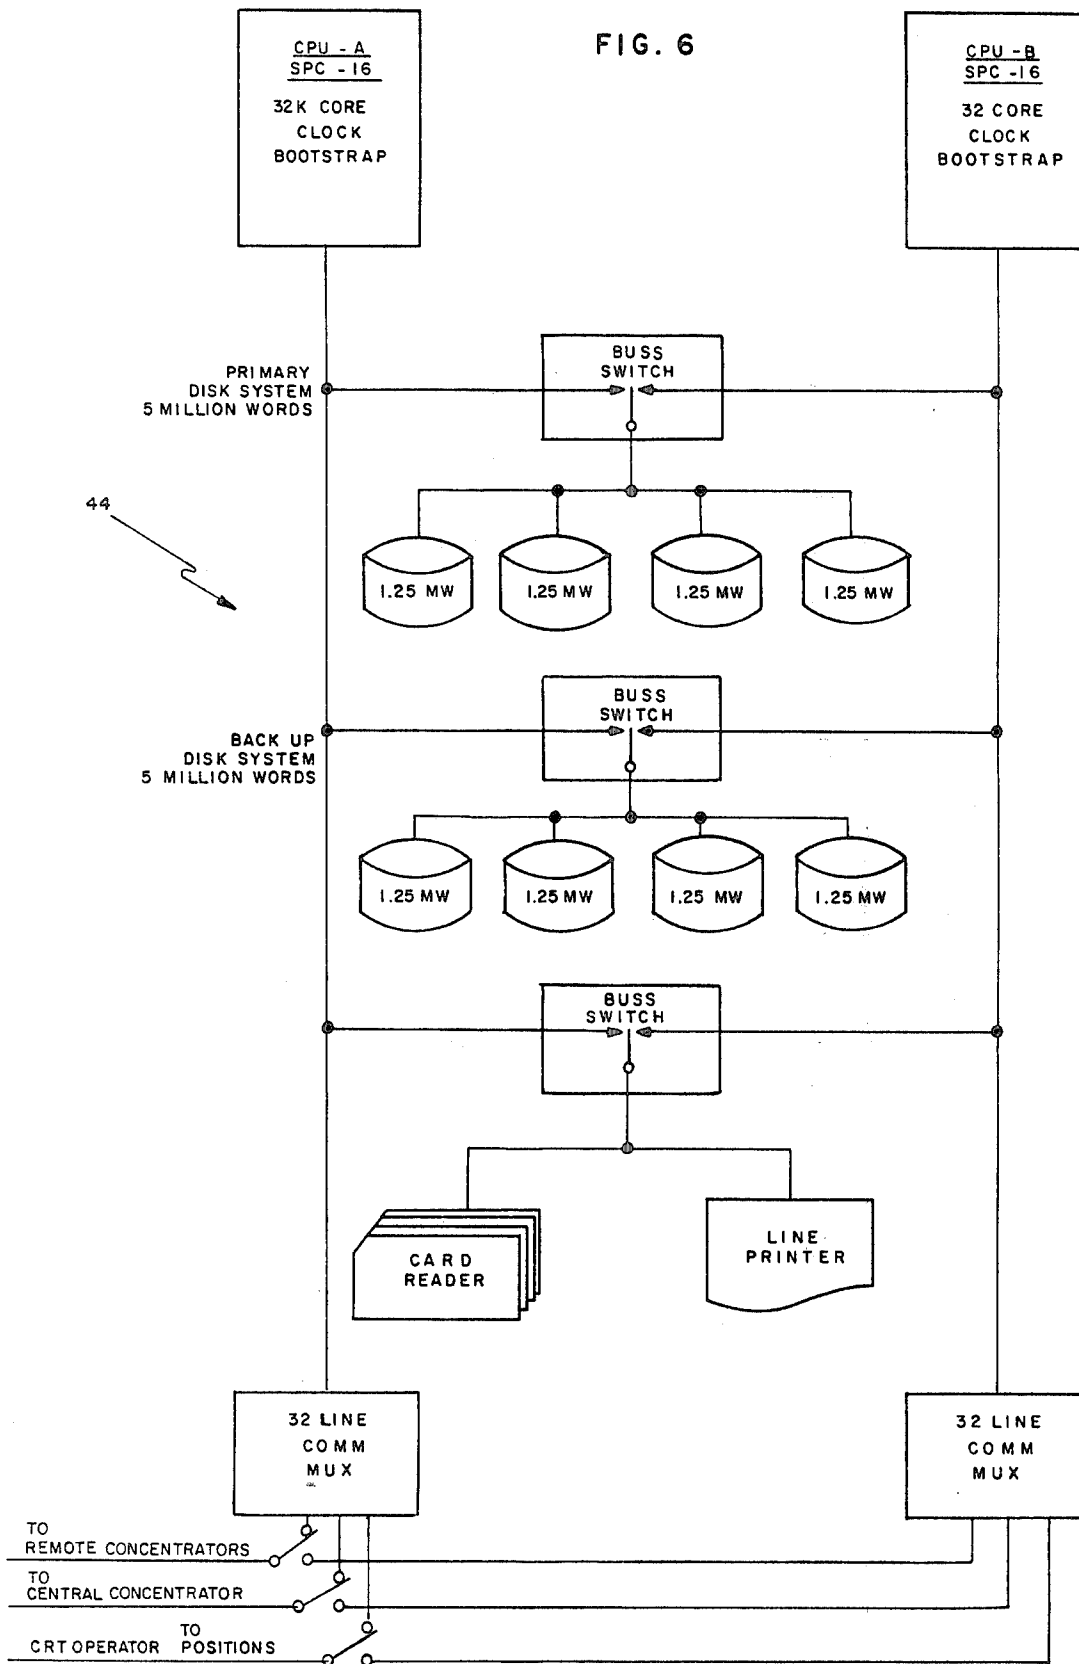 FIG. 6
CPU - A
SPC - 16
32K CORE
CLOCK
BOOTSTRAP
CPU - B
SPC - 16
32 CORE
CLOCK
BOOTSTRAP
PRIMARY
DISK SYSTEM
5 MILLION WORDS
BUSS
SWITCH
44
1.25 MW
1.25 MW
1.25 MW
1.25 MW
BACK UP
DISK SYSTEM
5 MILLION WORDS
BUSS
SWITCH
1.25 MW
1.25 MW
1.25 MW
1.25 MW
BUSS
SWITCH
CARD
READER
LINE
PRINTER
32 LINE
COMM
MUX
32 LINE
COMM
MUX
TO
REMOTE CONCENTRATORS
TO
CENTRAL CONCENTRATOR
TO
CRT OPERATOR POSITIONS